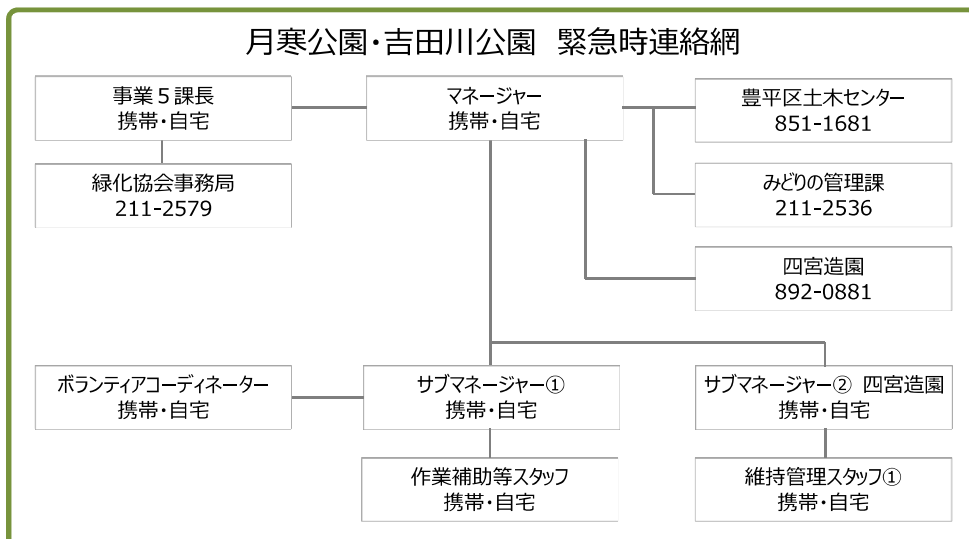 月寒公園・吉田川公園 緊急時連絡網
事業5課長
携帯・自宅
マネージャー
携帯・自宅
豊平区土木センター
851-1681
緑化協会事務局
211-2579
みどりの管理課
211-2536
四宮造園
892-0881
ボランティアコーディネーター
携帯・自宅
サブマネージャー①
携帯・自宅
サブマネージャー② 四宮造園
携帯・自宅
作業補助等スタッフ
携帯・自宅
維持管理スタッフ①
携帯・自宅